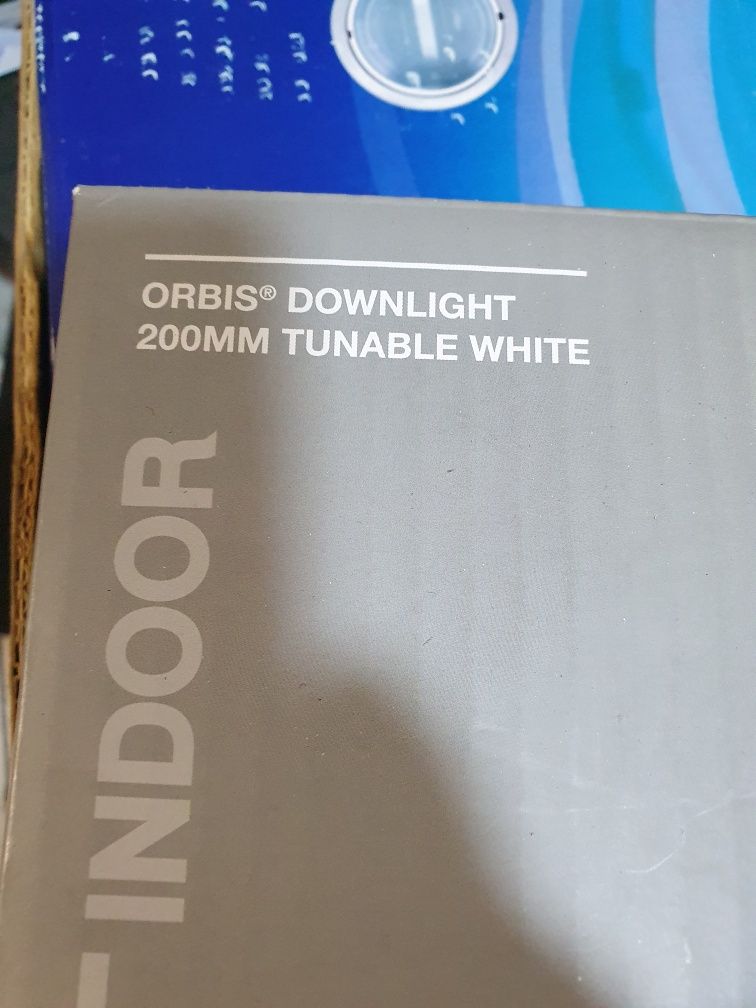 ORBIS® DOWNLIGHT
200MM TUNABLE WHITE
INDOOR